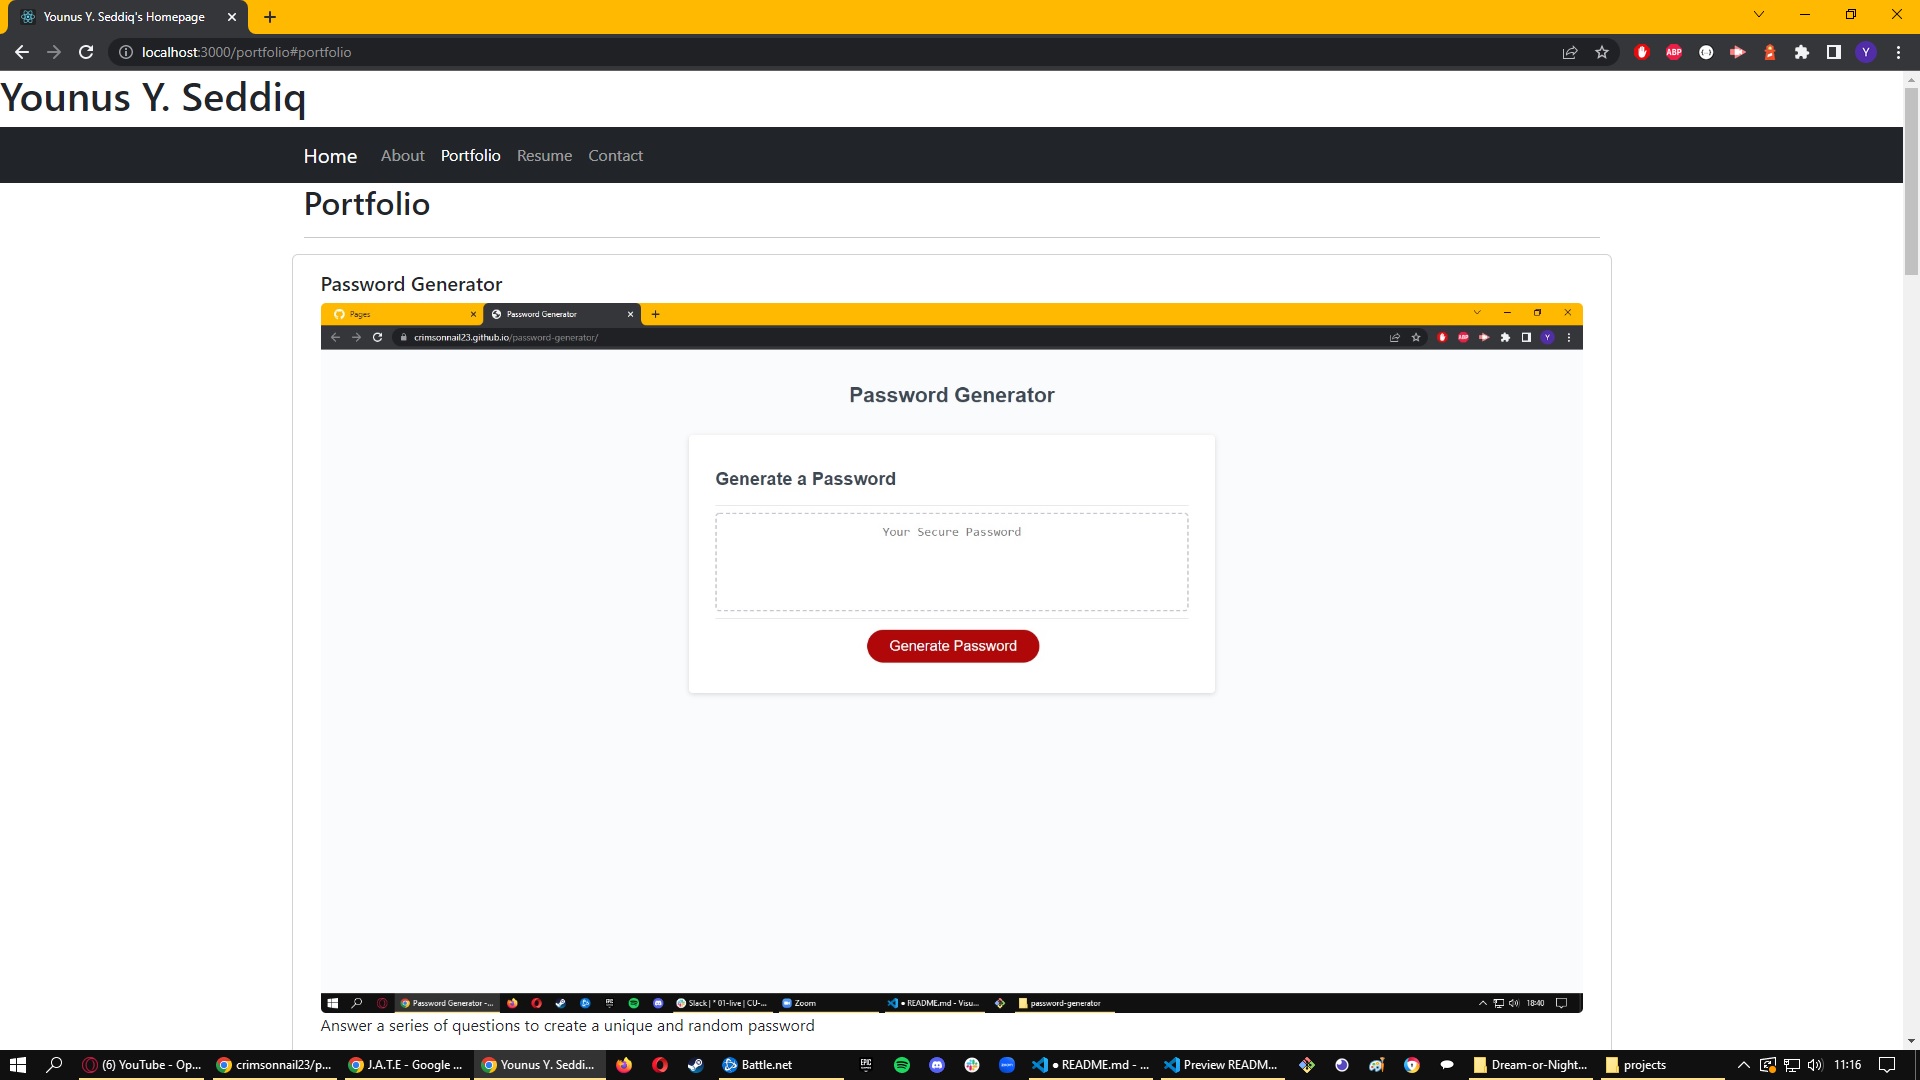 Younus Y. Seddiq's Homepage
localhost:3000/portfolio#portfolio
ABP
Y
Younus Y. Seddiq
Home About Portfolio Resume Contact
Portfolio
Password Generator
Pages
Password Generator
crimsonnail23.github.io/password-generator/
ABP
Y
Password Generator
Generate a Password
Your Secure Password
Generate Password
Password Generator -...
EPIC
Slack | * 01-live | CU-...
Zoom
● README.md - Visu...
password-generator
18:40
Answer a series of questions to create a unique and random password
(6) YouTube - Op...
crimsonnail23/p...
J.A.T.E - Google ...
Younus Y. Seddi...
Battle.net
EPIC
● README.md - ...
Preview READM...
Dream-or-Night...
projects
11:16